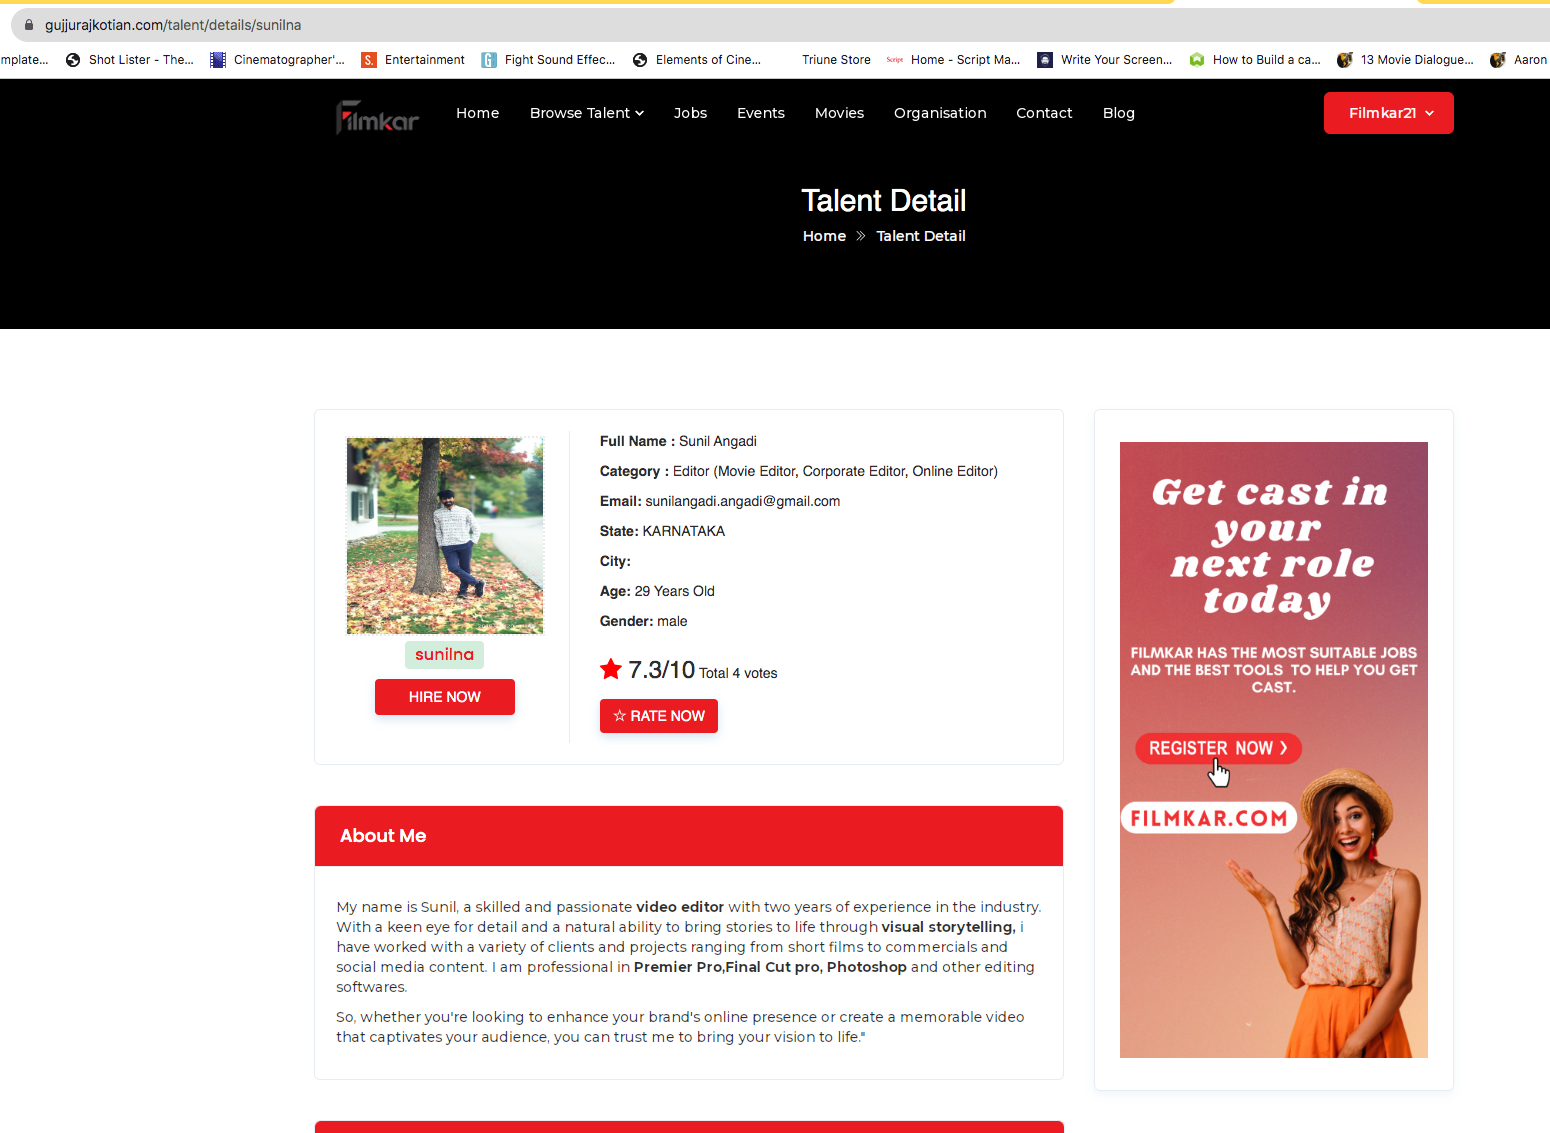 gujjurajkotian.com/talent/details/sunilna
mplate... Shot Lister - The... Cinematographer'... Entertainment Fight Sound Effec... Elements of Cine... Triune Store Script Home - Script Ma... Write Your Screen... How to Build a ca... 13 Movie Dialogue... Aaron
Filmkar Home Browse Talent Jobs Events Movies Organisation Contact Blog Filmkar21
Talent Detail
Home » Talent Detail
Full Name : Sunil Angadi
Category : Editor (Movie Editor, Corporate Editor, Online Editor)
Email: sunilangadi.angadi@gmail.com
State: KARNATAKA
City:
Age: 29 Years Old
Gender: male
sunilna
HIRE NOW
7.3/10 Total 4 votes
☆ RATE NOW
About Me
My name is Sunil, a skilled and passionate video editor with two years of experience in the industry.
With a keen eye for detail and a natural ability to bring stories to life through visual storytelling, i
have worked with a variety of clients and projects ranging from short films to commercials and
social media content. I am professional in Premier Pro,Final Cut pro, Photoshop and other editing
softwares.
So, whether you're looking to enhance your brand's online presence or create a memorable video
that captivates your audience, you can trust me to bring your vision to life."
Get cast in
your
next role
today
FILMKAR HAS THE MOST SUITABLE JOBS
AND THE BEST TOOLS TO HELP YOU GET
CAST.
REGISTER NOW ❯
FILMKAR.COM